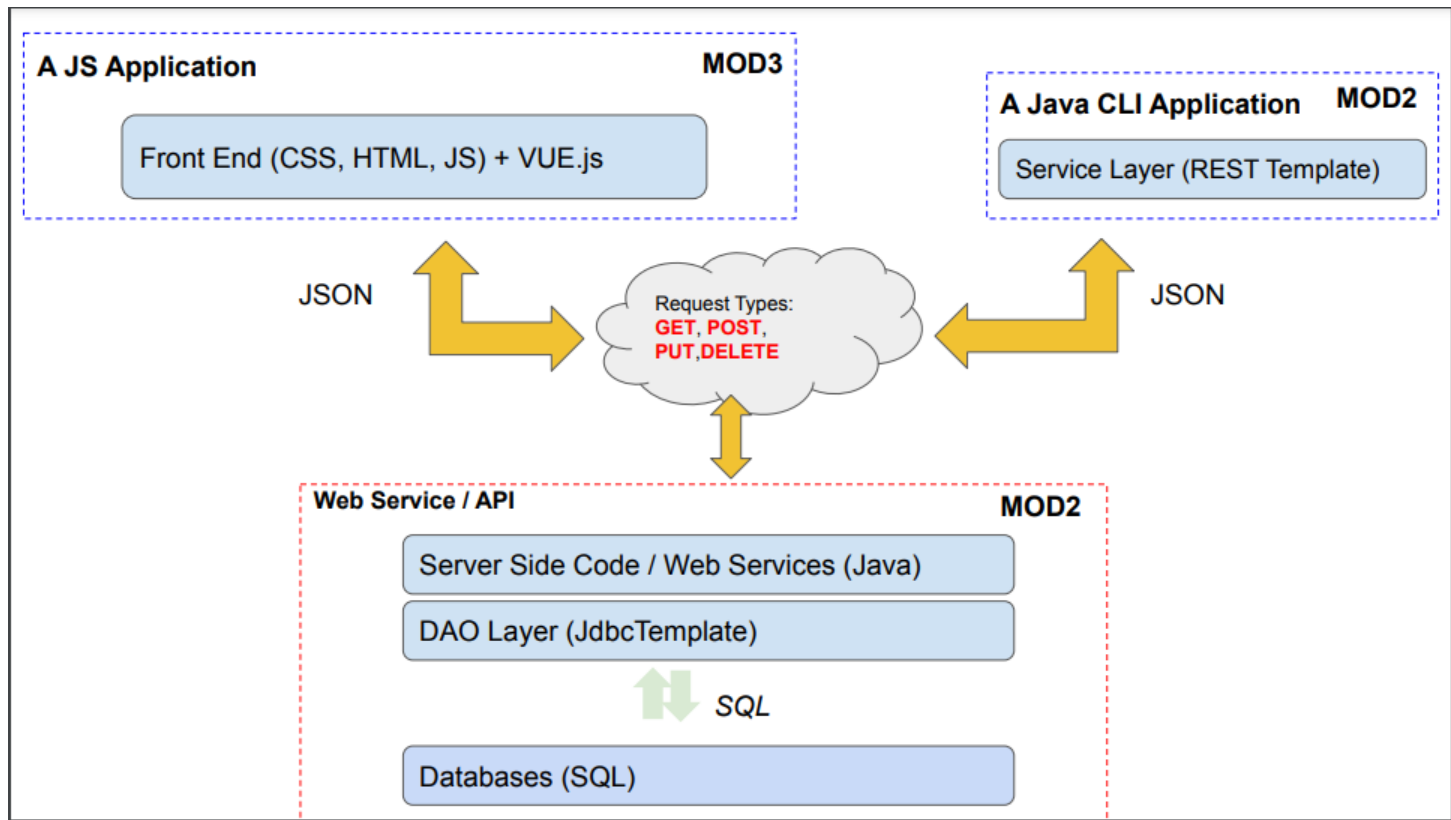 A JS Application
MOD3
Front End (CSS, HTML, JS) + VUE.js
A Java CLI Application
MOD2
Service Layer (REST Template)
JSON
Request Types:
GET, POST,
PUT,DELETE
JSON
Web Service / API
MOD2
Server Side Code / Web Services (Java)
DAO Layer (JdbcTemplate)
SQL
Databases (SQL)